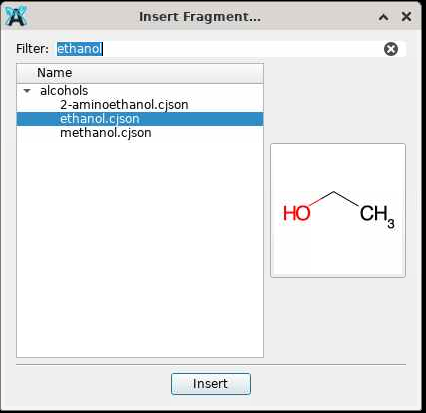 Insert Fragment...
Filter: ethanol
Name
alcohols
2-aminoethanol.cjson
ethanol.cjson
methanol.cjson
HO CH3
Insert